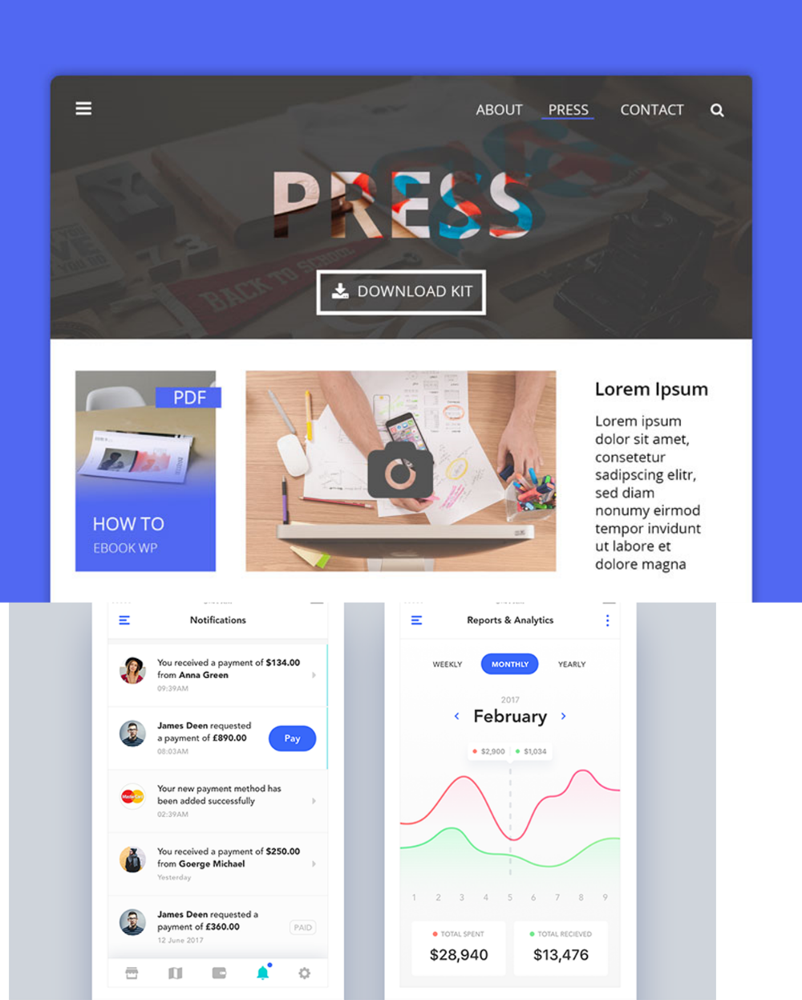 ABOUT PRESS CONTACT
PRESS
BACK TO SCHOOL
DOWNLOAD KIT
PDF
HOW TO
EBOOK WP
Lorem Ipsum
Lorem ipsum
dolor sit amet,
consetetur
sadipscing elitr,
sed diam
nonumy eirmod
tempor invidunt
ut labore et
dolore magna
Notifications
You received a payment of $134.00
from Anna Green
09:39AM
James Deen requested
a payment of £890.00
08:03AM
Pay
MasterCard
Your new payment method has
been added successfully
02:39AM
You received a payment of $250.00
from Goerge Michael
Yesterday
James Deen requested a
payment of £360.00
12 June 2017
PAID
Reports & Analytics
WEEKLY MONTHLY YEARLY
2017
February
$2,900 $1,034
1 2 3 4 5 6 7 8 9
TOTAL SPENT
$28,940
TOTAL RECIEVED
$13,476